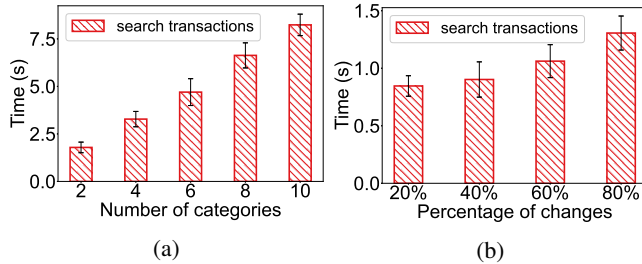 search transactions
Time (s)
7.5
5.0
2.5
0.0
2 4 6 8 10
Number of categories
(a)
search transactions
Time (s)
1.5
1.0
0.5
0.0
20% 40% 60% 80%
Percentage of changes
(b)